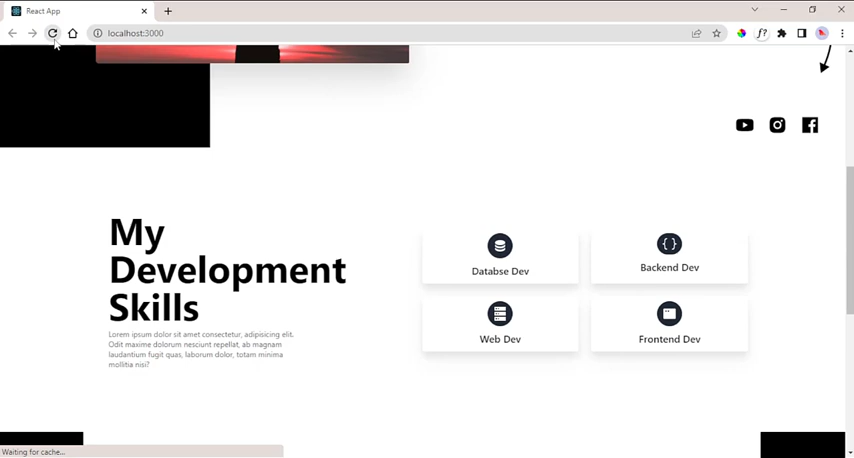 React App
localhost:3000
f?
My
Development
Skills
Lorem ipsum dolor sit amet consectetur, adipisicing elit.
Odit maxime dolorum nesciunt repellat, ab magnam
laudantium fugit quas, laborum dolor, totam minima
mollitia nisi?
Databse Dev
Backend Dev
Web Dev
Frontend Dev
Waiting for cache...